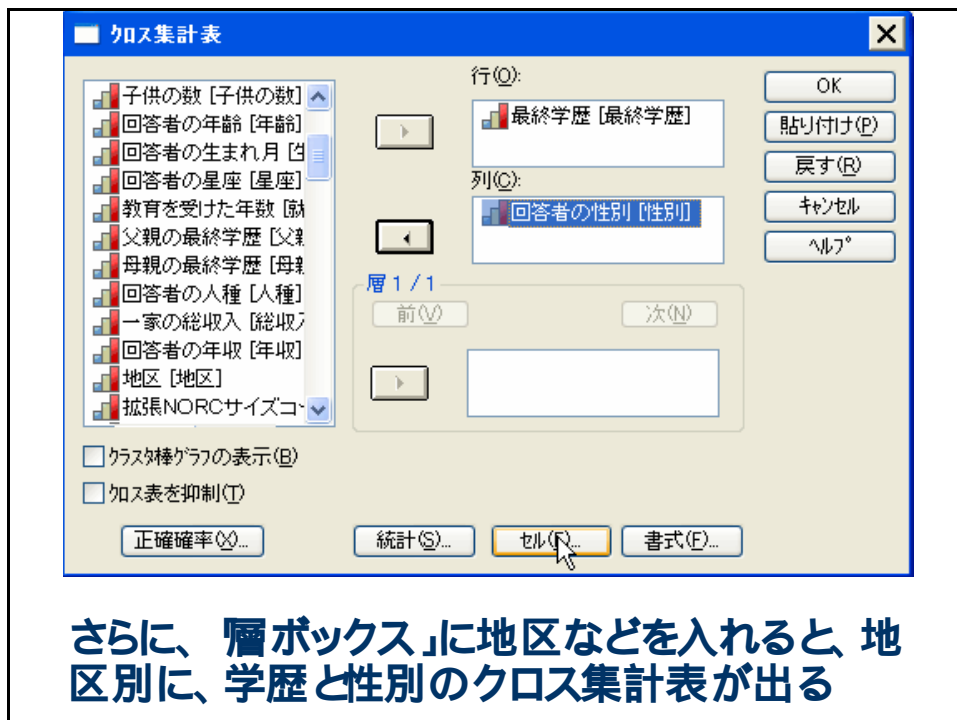 クロス集計表
子供の数 [子供の数]
回答者の年齢 [年齢]
回答者の生まれ月 [生
回答者の星座 [星座]
教育を受けた年数 [就
父親の最終学歴 [父親
母親の最終学歴 [母親
回答者の人種 [人種]
一家の総収入 [総収入
回答者の年収 [年収]
地区 [地区]
拡張NORCサイズコー
行(O):
最終学歴 [最終学歴]
列(C):
回答者の性別 [性別]
層 1 / 1
前(V)
次(N)
OK
貼り付け(P)
戻す(R)
キャンセル
ヘルプ
クラスタ棒グラフの表示(B)
クロス表を抑制(T)
正確確率(X)...
統計(S)...
セル(E)...
書式(F)...
さらに、「層ボックス」に地区などを入れると、地
区別に、学歴と性別のクロス集計表が出る